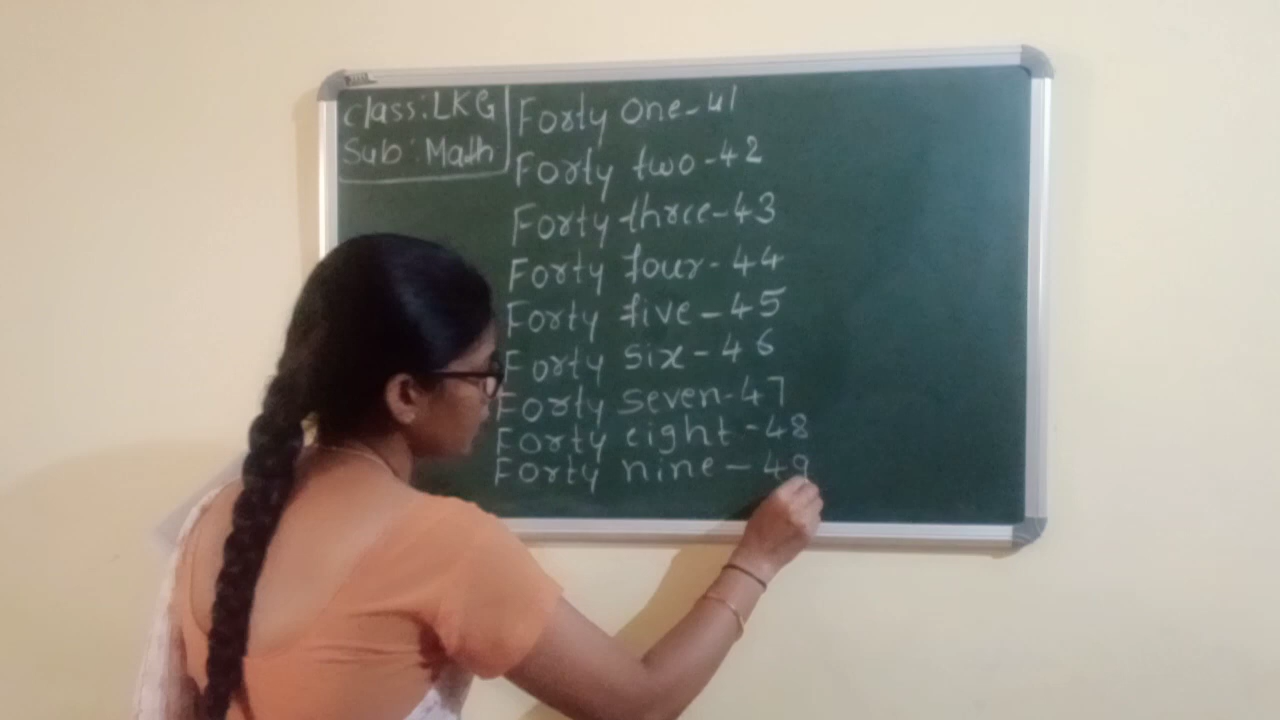 class: LKG
Sub: Math
Forty one - 41
Forty two - 42
Forty three - 43
Forty four - 44
Forty five - 45
Forty six - 46
Forty seven - 47
Forty eight - 48
Forty nine - 49